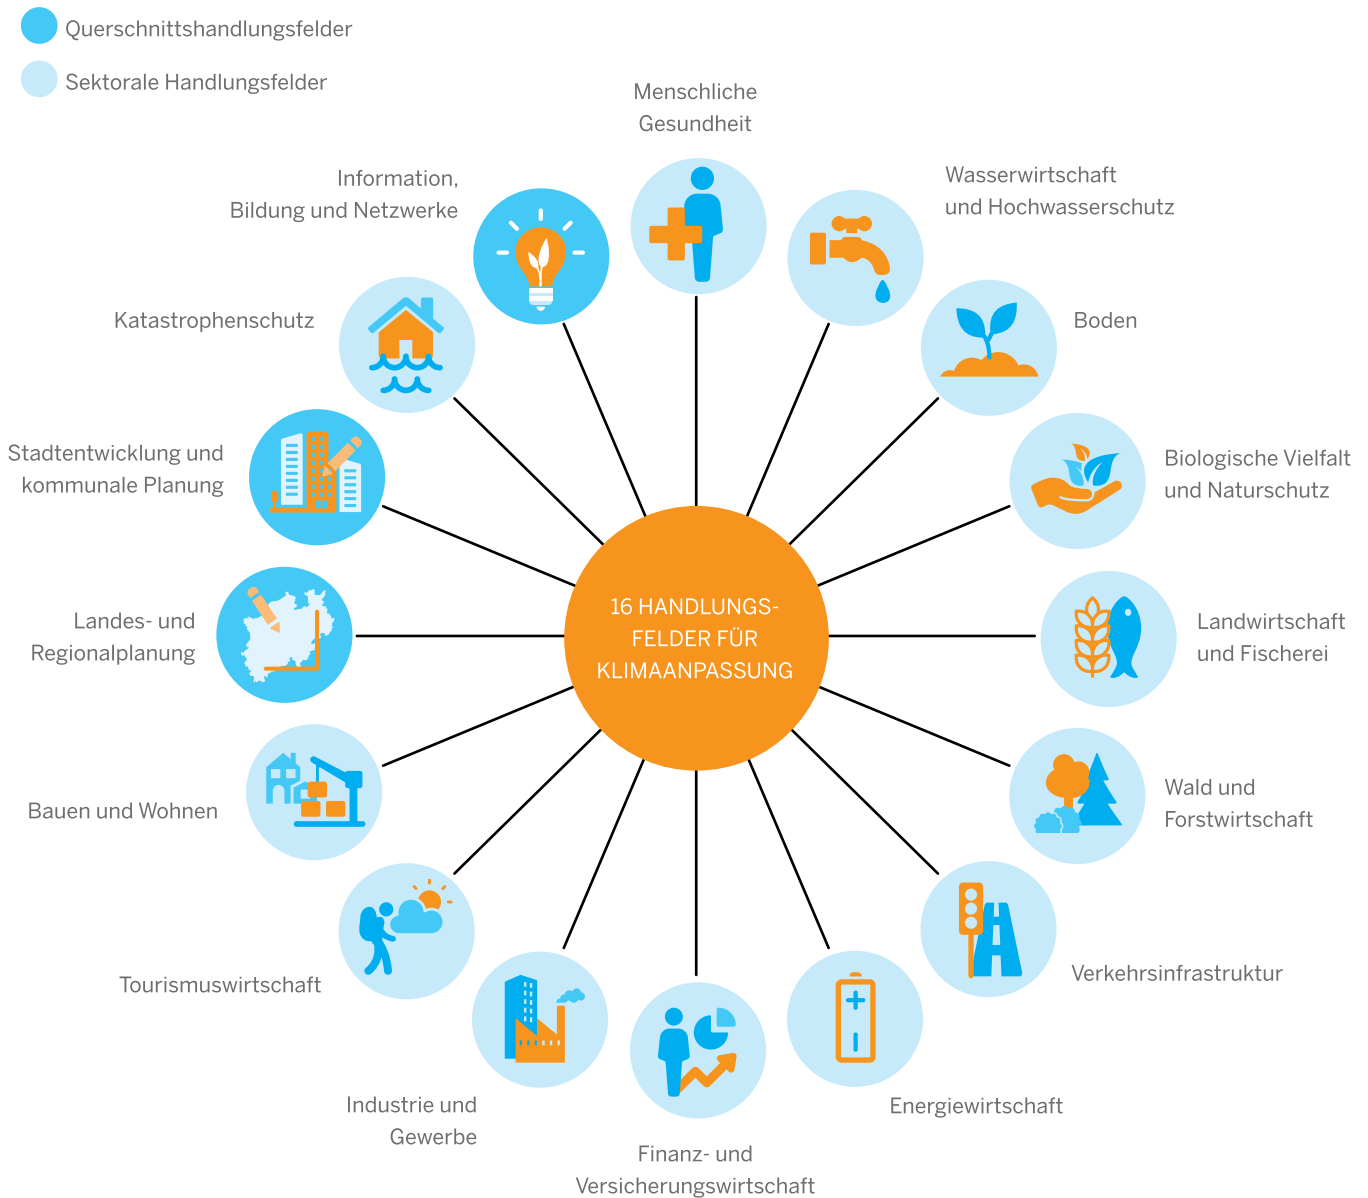 Querschnittshandlungsfelder
Sektorale Handlungsfelder
Menschliche
Gesundheit
Wasserwirtschaft
und Hochwasserschutz
Boden
Biologische Vielfalt
und Naturschutz
Landwirtschaft
und Fischerei
Wald und
Forstwirtschaft
Verkehrsinfrastruktur
Energiewirtschaft
Finanz- und
Versicherungswirtschaft
Industrie und
Gewerbe
Tourismuswirtschaft
Bauen und Wohnen
Landes- und
Regionalplanung
Stadtentwicklung und
kommunale Planung
Katastrophenschutz
Information,
Bildung und Netzwerke
16 HANDLUNGS-
FELDER FÜR
KLIMAANPASSUNG